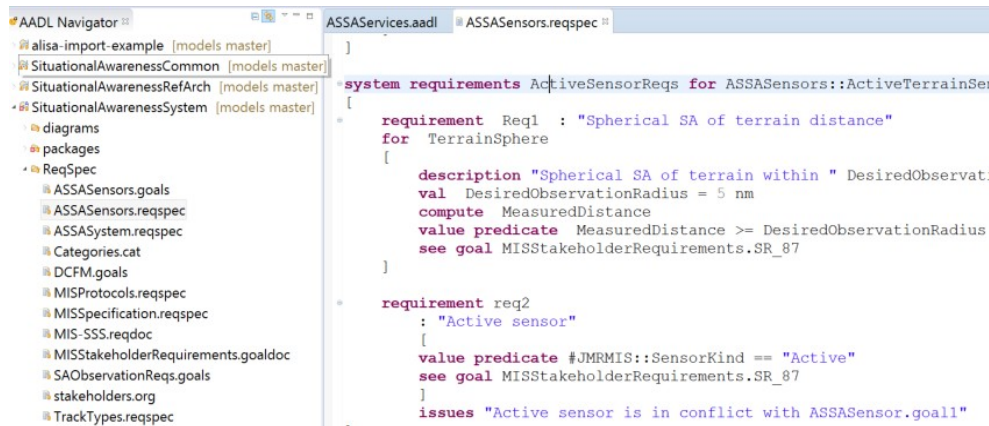 AADL Navigator
alisa-import-example [models master]
SituationalAwarenessCommon [models master]
SituationalAwarenessRefArch [models master]
SituationalAwarenessSystem [models master]
diagrams
packages
ReqSpec
ASSASensors.goals
ASSASensors.reqspec
ASSASystem.reqspec
Categories.cat
DCFM.goals
MISProtocols.reqspec
MISSpecification.reqspec
MIS-SSS.reqdoc
MISStakeholderRequirements.goaldoc
SAObservationReqs.goals
stakeholders.org
TrackTypes.reqspec
ASSAServices.aadl ASSASensors.reqspec
]
system requirements ActiveSensorReqs for ASSASensors::ActiveTerrainSen
[
requirement Req1 : "Spherical SA of terrain distance"
for TerrainSphere
[
description "Spherical SA of terrain within " DesiredObservati
val DesiredObservationRadius = 5 nm
compute MeasuredDistance
value predicate MeasuredDistance >= DesiredObservationRadius
see goal MISStakeholderRequirements.SR_87
]
requirement req2
: "Active sensor"
[
value predicate #JMRMIS::SensorKind == "Active"
see goal MISStakeholderRequirements.SR_87
]
issues "Active sensor is in conflict with ASSASensor.goal1"